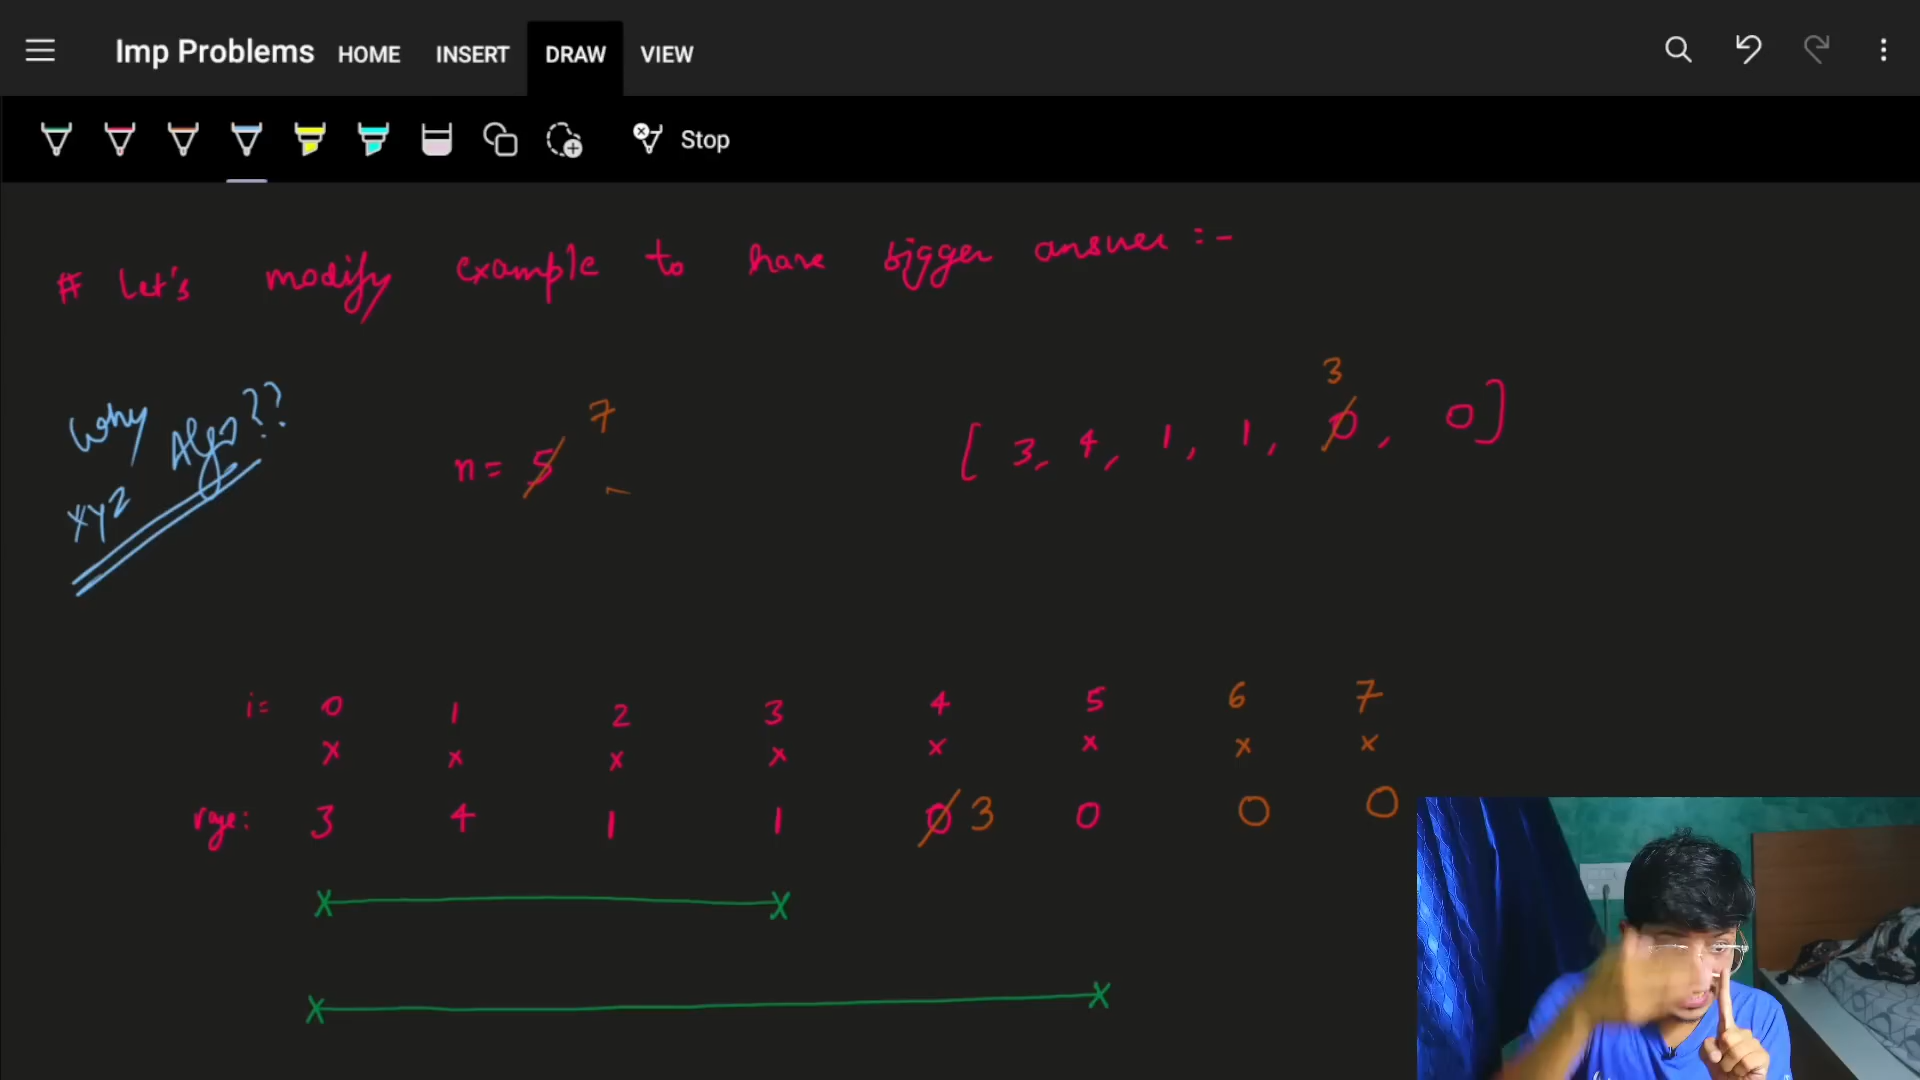 Imp Problems HOME INSERT DRAW VIEW
Stop
# Let's modify example to have bigger answer :-
Why Algo??
xyz
n = 5 7
[ 3, 4, 1, 1, 0, 0]
3
i= 0 1 2 3 4 5 6 7
x x x x x x x x
rage: 3 4 1 1 0 3 0 0 0
x x
x x